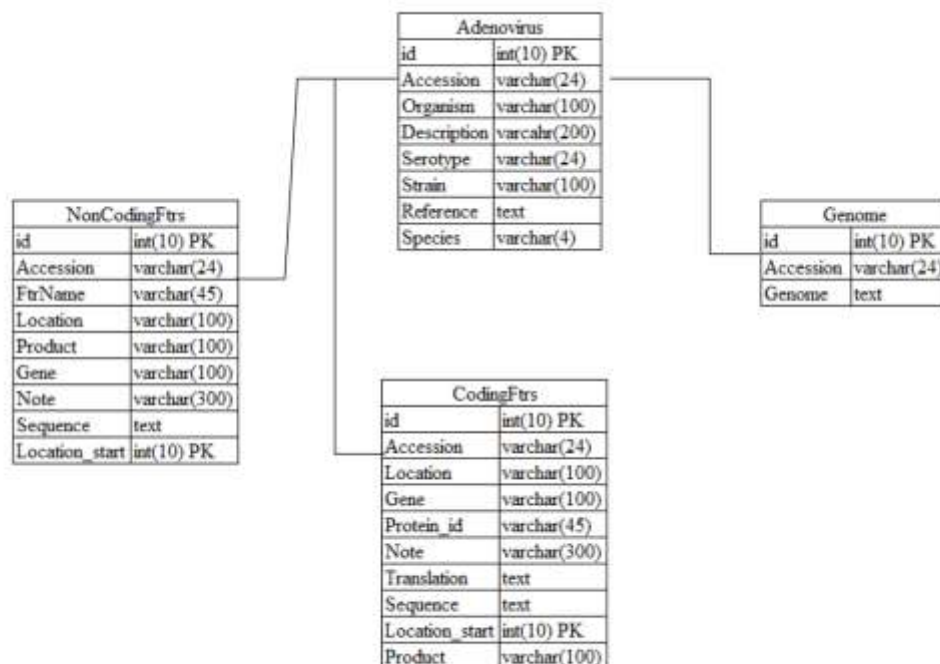 Adenovirus
id int(10) PK
Accession varchar(24)
Organism varchar(100)
Description varcahr(200)
Serotype varchar(24)
Strain varchar(100)
Reference text
Species varchar(4)
NonCodingFtrs
id int(10) PK
Accession varchar(24)
FtrName varchar(45)
Location varchar(100)
Product varchar(100)
Gene varchar(100)
Note varchar(300)
Sequence text
Location_start int(10) PK
Genome
id int(10) PK
Accession varchar(24)
Genome text
CodingFtrs
id int(10) PK
Accession varchar(24)
Location varchar(100)
Gene varchar(100)
Protein_id varchar(45)
Note varchar(300)
Translation text
Sequence text
Location_start int(10) PK
Product varchar(100)